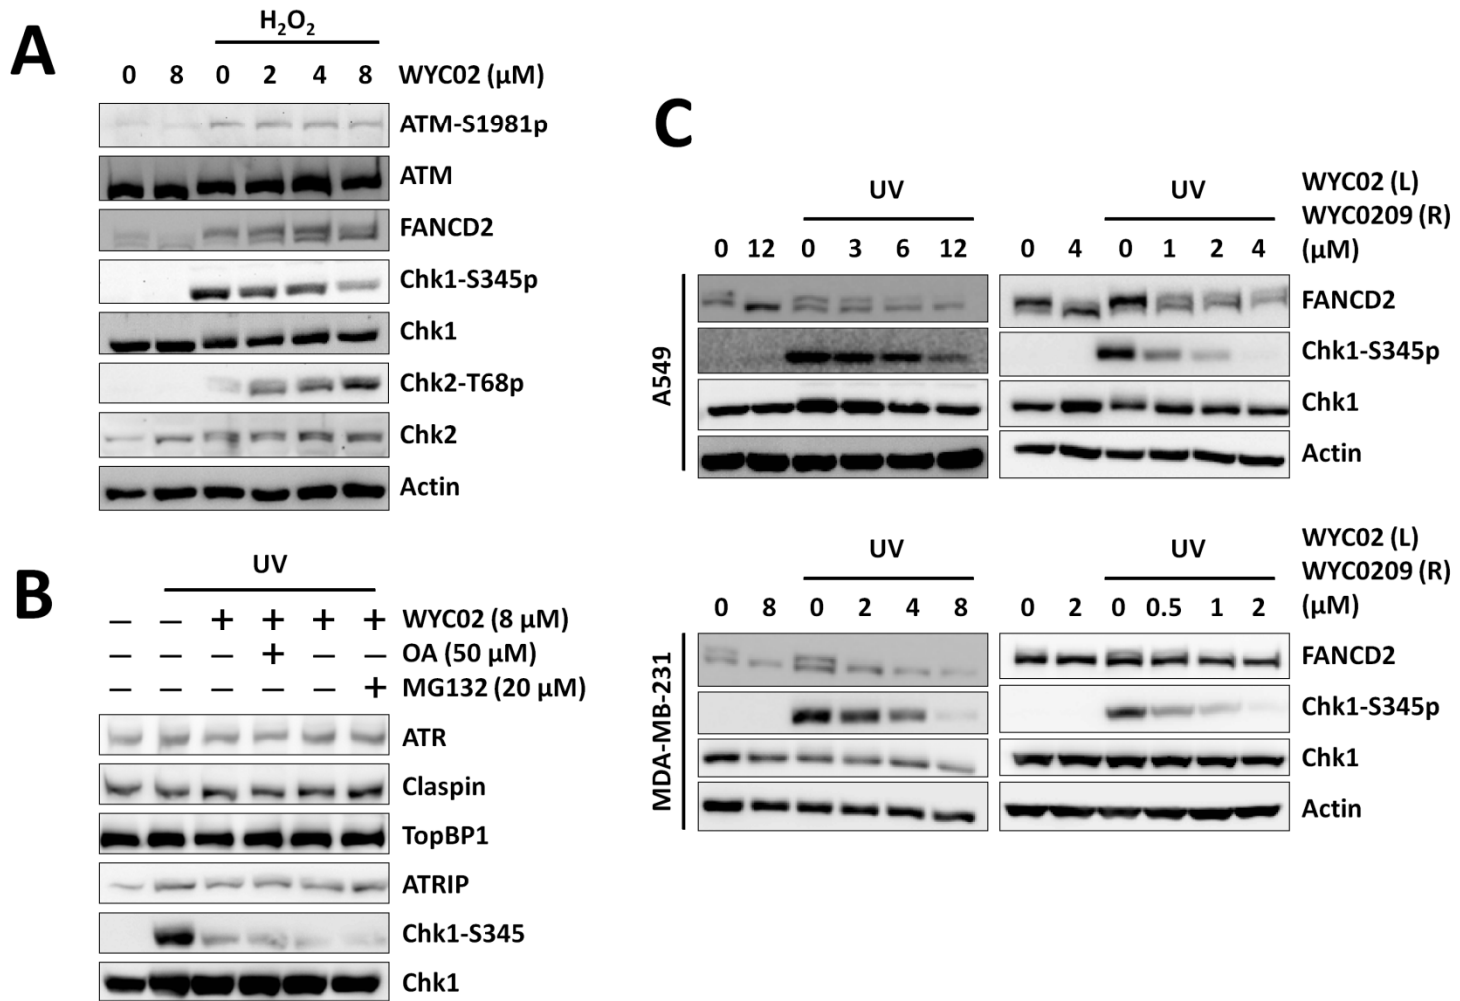 A
H₂O₂
0 8 0 2 4 8 WYC02 (μM)
ATM-S1981p
ATM
FANCD2
Chk1-S345p
Chk1
Chk2-T68p
Chk2
Actin
B
UV
– – + + + + WYC02 (8 μM)
– – – + – – OA (50 μM)
– – – – – + MG132 (20 μM)
ATR
Claspin
TopBP1
ATRIP
Chk1-S345
Chk1
C
UV UV
WYC02 (L)
WYC0209 (R)
0 12 0 3 6 12 0 4 0 1 2 4 (μM)
A549
FANCD2
Chk1-S345p
Chk1
Actin
UV UV
WYC02 (L)
WYC0209 (R)
0 8 0 2 4 8 0 2 0 0.5 1 2 (μM)
MDA-MB-231
FANCD2
Chk1-S345p
Chk1
Actin